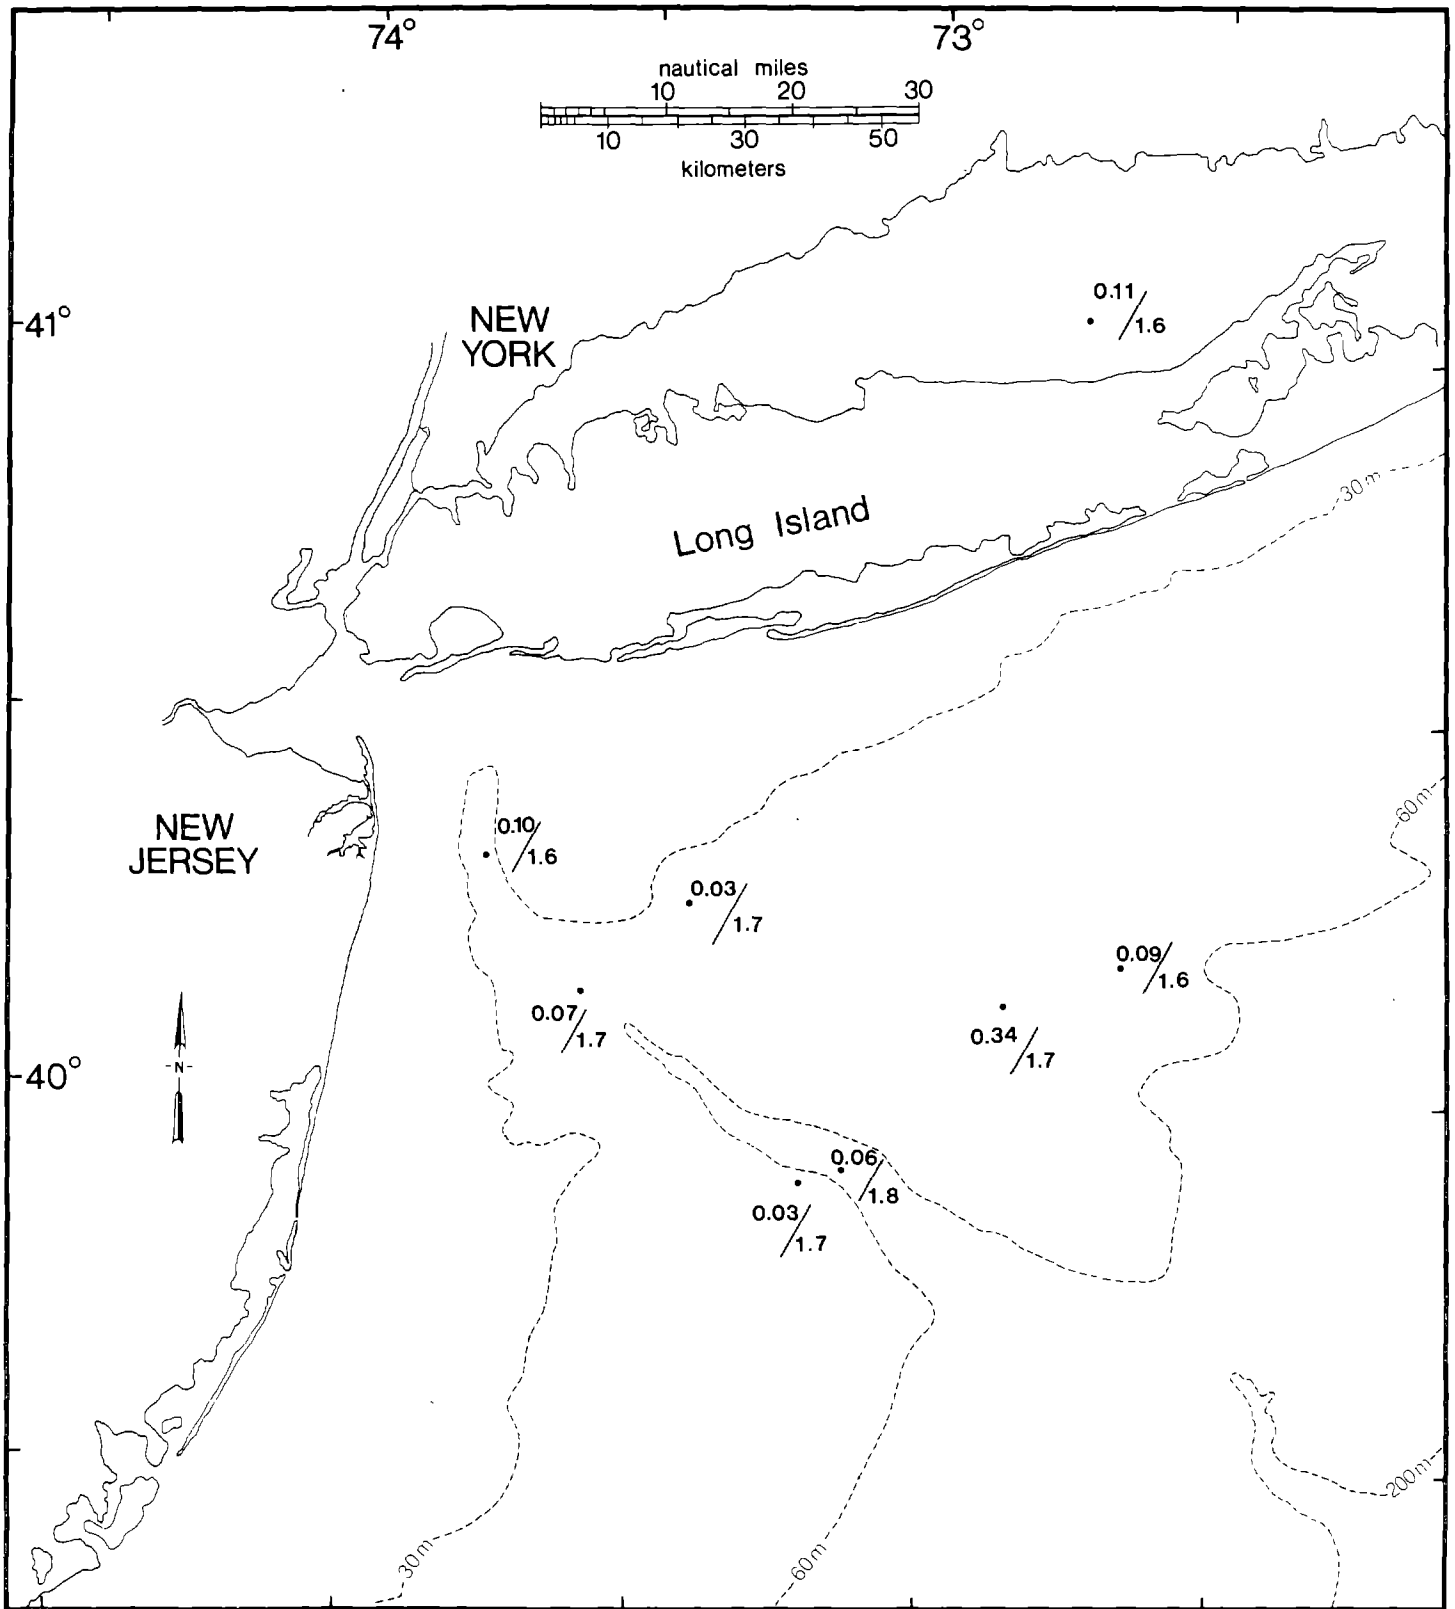 74°
73°
nautical miles
10 20 30
10 30 50
kilometers
0.11/1.6
41°
NEW
YORK
30m
Long Island
60m
NEW
JERSEY
0.10/1.6
0.03/1.7
0.09/1.6
0.07/1.7
0.34/1.7
-N-
40°
0.06/1.8
0.03/1.7
200m
30m
60m